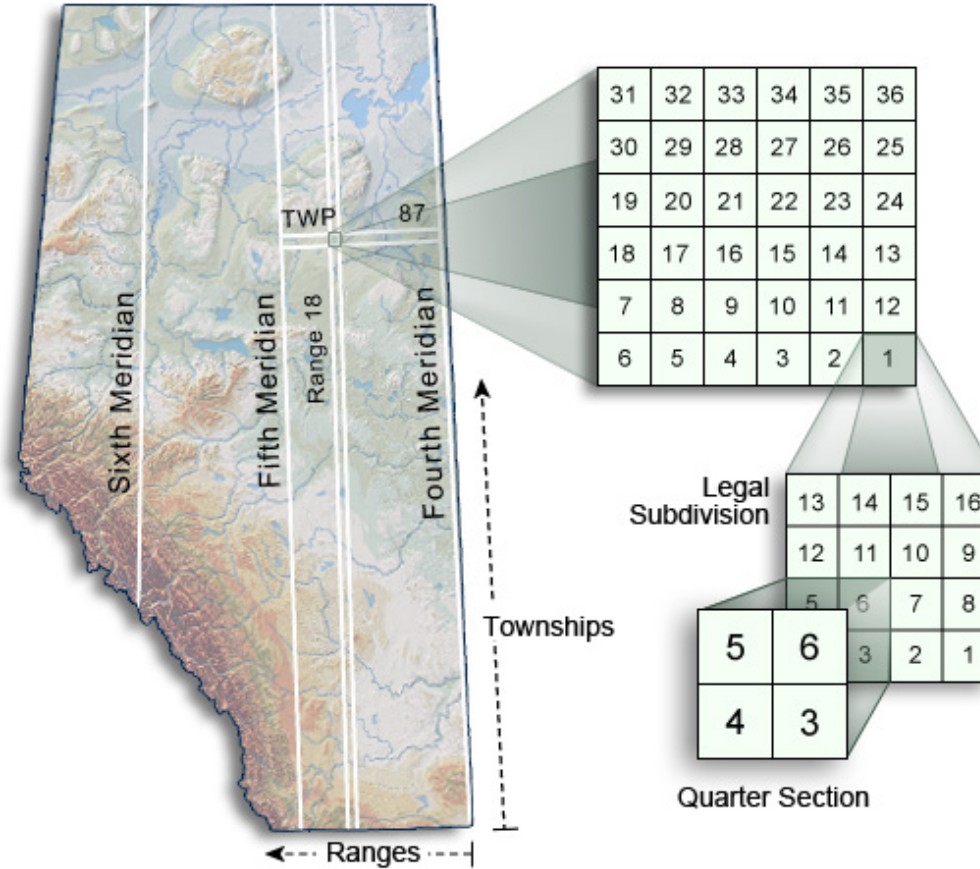 TWP 87
Sixth Meridian
Fifth Meridian
Range 18
Fourth Meridian
Townships
Ranges
31 32 33 34 35 36
30 29 28 27 26 25
19 20 21 22 23 24
18 17 16 15 14 13
7 8 9 10 11 12
6 5 4 3 2 1
Legal
Subdivision
13 14 15 16
12 11 10 9
5 6 7 8
3 2 1
5 6
4 3
Quarter Section